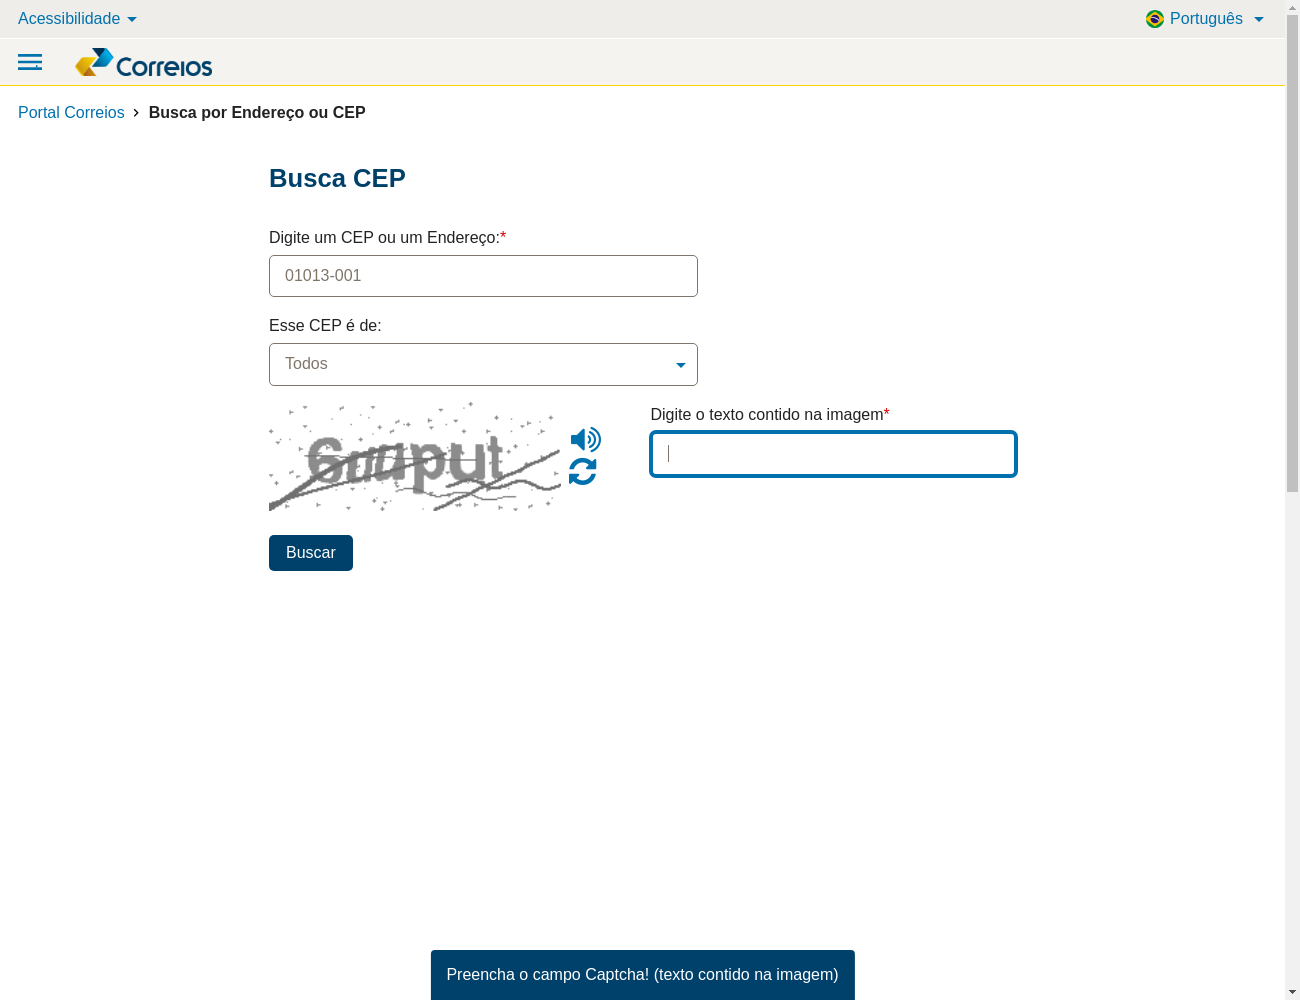 Acessibilidade
Português
Correios
Portal Correios > Busca por Endereço ou CEP
Busca CEP
Digite um CEP ou um Endereço:*
01013-001
Esse CEP é de:
Todos
Digite o texto contido na imagem*
Buscar
Preencha o campo Captcha! (texto contido na imagem)